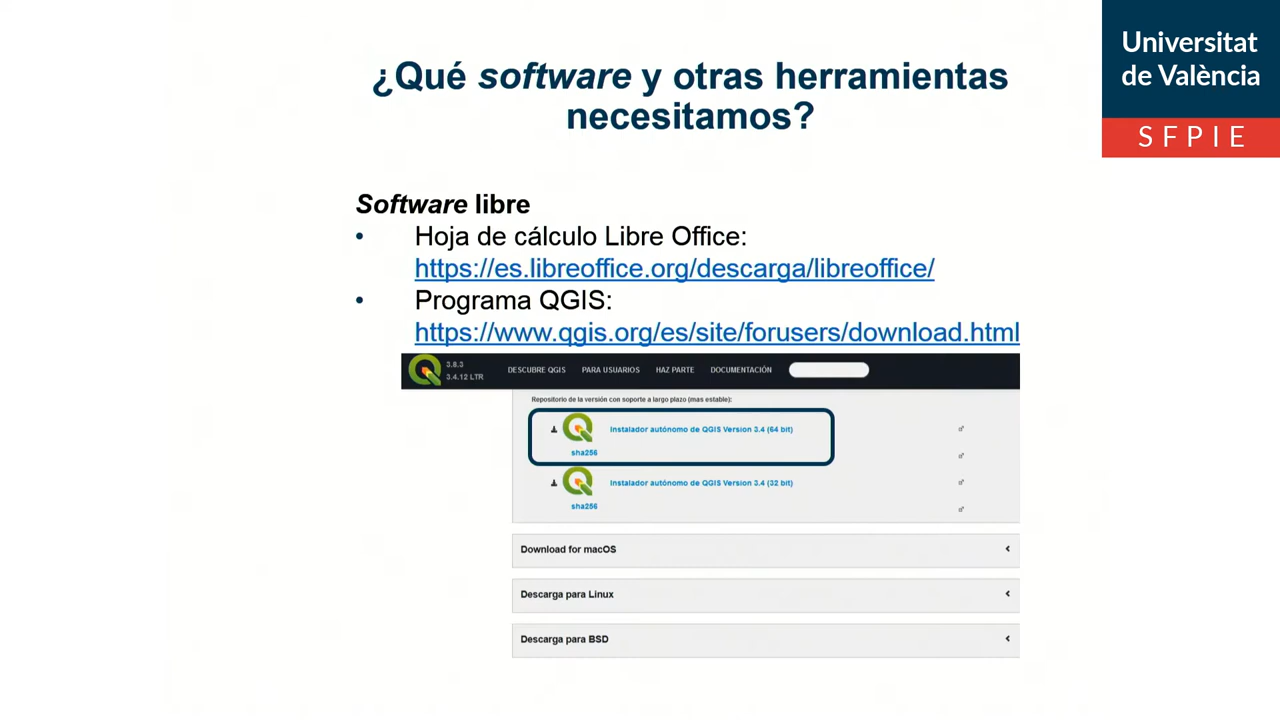 Universitat
de València
SFPIE
¿Qué software y otras herramientas
necesitamos?
Software libre
• Hoja de cálculo Libre Office:
https://es.libreoffice.org/descarga/libreoffice/
• Programa QGIS:
https://www.qgis.org/es/site/forusers/download.html
3.8.3
3.4.12 LTR
DESCUBRE QGIS PARA USUARIOS HAZ PARTE DOCUMENTACIÓN
Repositorio de la versión con soporte a largo plazo (mas estable):
Instalador autónomo de QGIS Version 3.4 (64 bit)
sha256
Instalador autónomo de QGIS Version 3.4 (32 bit)
sha256
Download for macOS
Descarga para Linux
Descarga para BSD